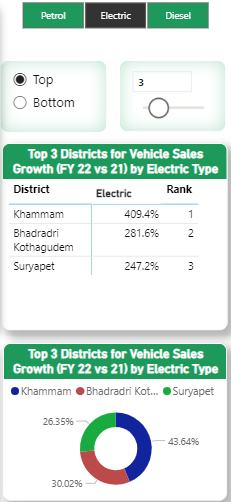 Petrol Electric Diesel
Top
Bottom
3
Top 3 Districts for Vehicle Sales
Growth (FY 22 vs 21) by Electric Type
District Electric Rank
Khammam 409.4% 1
Bhadradri
Kothagudem 281.6% 2
Suryapet 247.2% 3
Top 3 Districts for Vehicle Sales
Growth (FY 22 vs 21) by Electric Type
Khammam Bhadradri Kot... Suryapet
26.35%
43.64%
30.02%